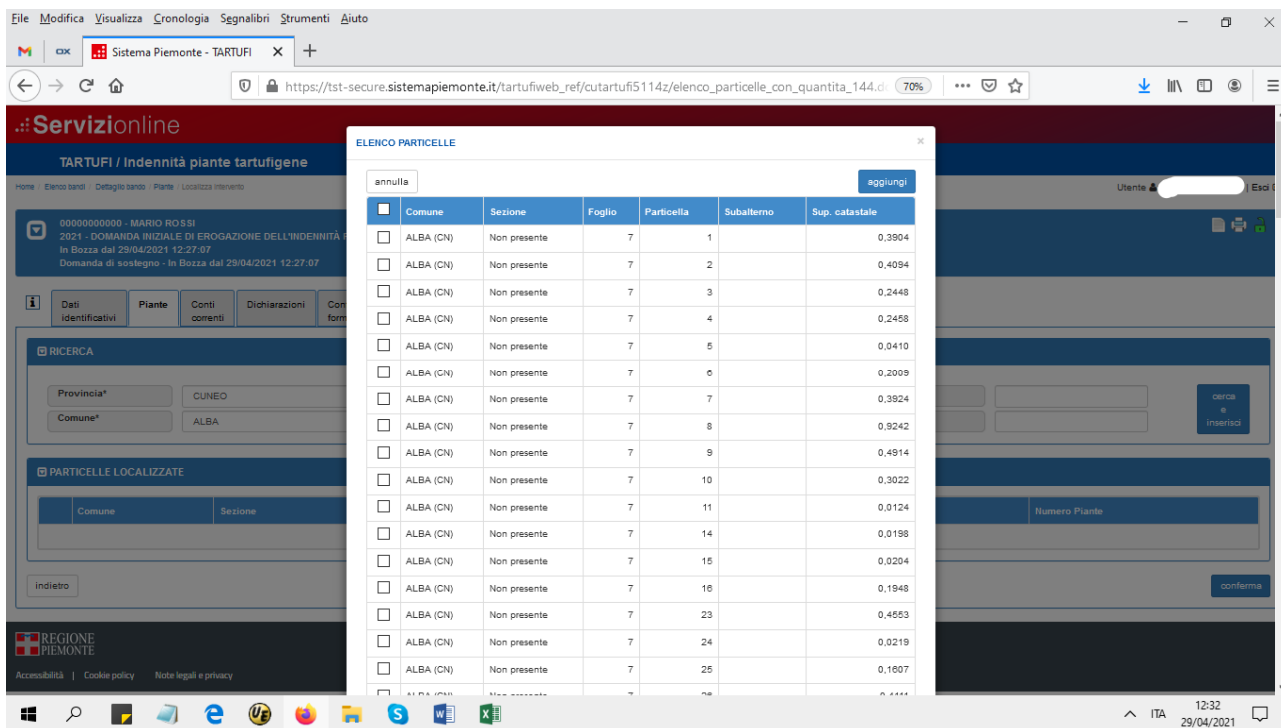 File Modifica Visualizza Cronologia Segnalibri Strumenti Aiuto
OX Sistema Piemonte - TARTUFI
https://tst-secure.sistemapiemonte.it/tartufiweb_ref/cutartufi5114z/elenco_particelle_con_quantita_144.d 70%
Servizionline
TARTUFI / Indennità piante tartufigene
Home / Elenco bandi / Dettaglio bando / Piante / Localizza intervento
Utente | Esci
00000000000 - MARIO ROSSI
2021 - DOMANDA INIZIALE DI EROGAZIONE DELL'INDENNITÀ
In Bozza dal 29/04/2021 12:27:07
Domanda di sostegno - In Bozza dal 29/04/2021 12:27:07
Dati identificativi Piante Conti correnti Dichiarazioni
RICERCA
Provincia* CUNEO
Comune* ALBA
cerca e inserisci
PARTICELLE LOCALIZZATE
Comune Sezione Numero Piante
indietro conferma
REGIONE PIEMONTE
Accessibilità | Cookie policy Note legali e privacy
ELENCO PARTICELLE ×
annulla aggiungi
Comune Sezione Foglio Particella Subalterno Sup. catastale
ALBA (CN) Non presente 7 1 0,3904
ALBA (CN) Non presente 7 2 0,4094
ALBA (CN) Non presente 7 3 0,2448
ALBA (CN) Non presente 7 4 0,2458
ALBA (CN) Non presente 7 5 0,0410
ALBA (CN) Non presente 7 6 0,2009
ALBA (CN) Non presente 7 7 0,3924
ALBA (CN) Non presente 7 8 0,9242
ALBA (CN) Non presente 7 9 0,4914
ALBA (CN) Non presente 7 10 0,3022
ALBA (CN) Non presente 7 11 0,0124
ALBA (CN) Non presente 7 14 0,0198
ALBA (CN) Non presente 7 15 0,0204
ALBA (CN) Non presente 7 16 0,1948
ALBA (CN) Non presente 7 23 0,4553
ALBA (CN) Non presente 7 24 0,0219
ALBA (CN) Non presente 7 25 0,1607
ITA 12:32
29/04/2021